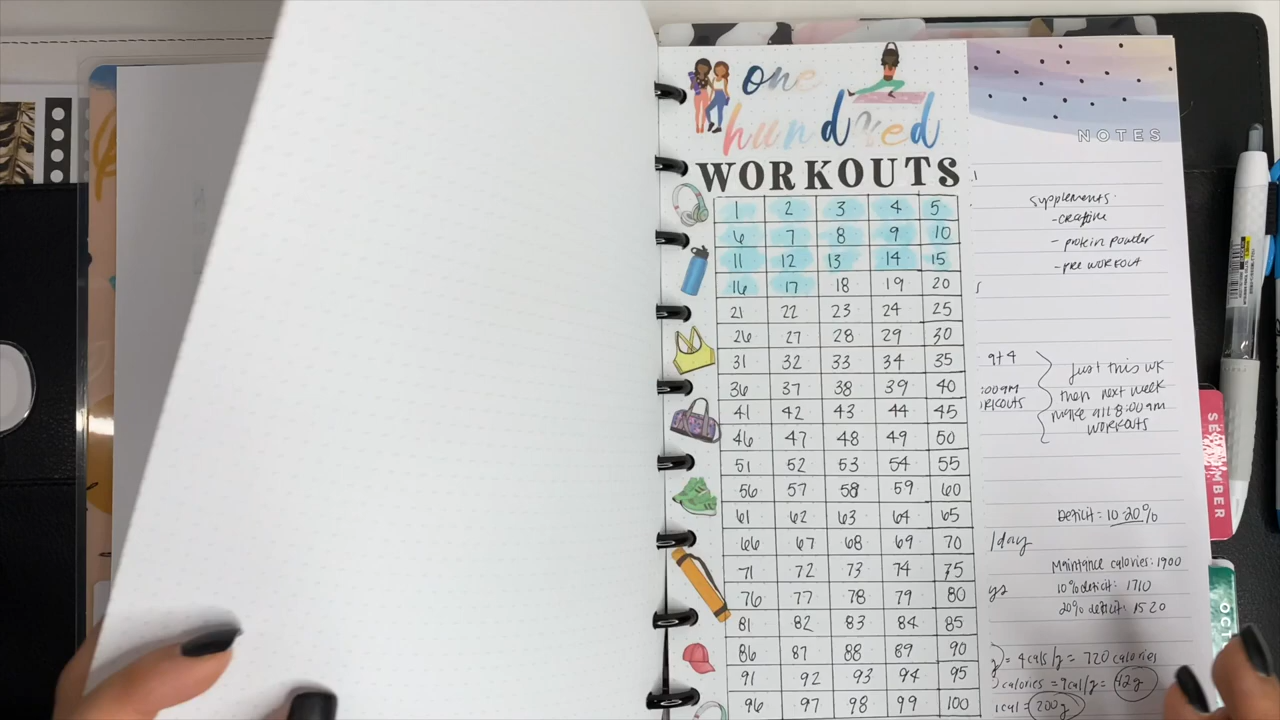 one
hundred
WORKOUTS
1 2 3 4 5
6 7 8 9 10
11 12 13 14 15
16 17 18 19 20
21 22 23 24 25
26 27 28 29 30
31 32 33 34 35
36 37 38 39 40
41 42 43 44 45
46 47 48 49 50
51 52 53 54 55
56 57 58 59 60
61 62 63 64 65
66 67 68 69 70
71 72 73 74 75
76 77 78 79 80
81 82 83 84 85
86 87 88 89 90
91 92 93 94 95
96 97 98 99 100
NOTES
supplements:
- creatine
- protein powder
- pre workout
9+4
:00am
Just this wk
then next week
make all 8:00am
workouts
Deficit = 10-20%
/day
Maintance calories: 1900
10% deficit: 1710
20% deficit: 1520
) = 4cals/g = 720 calories
) calories = 9cal/g = 42g
ical = 200g
SEPTEMBER
OCT